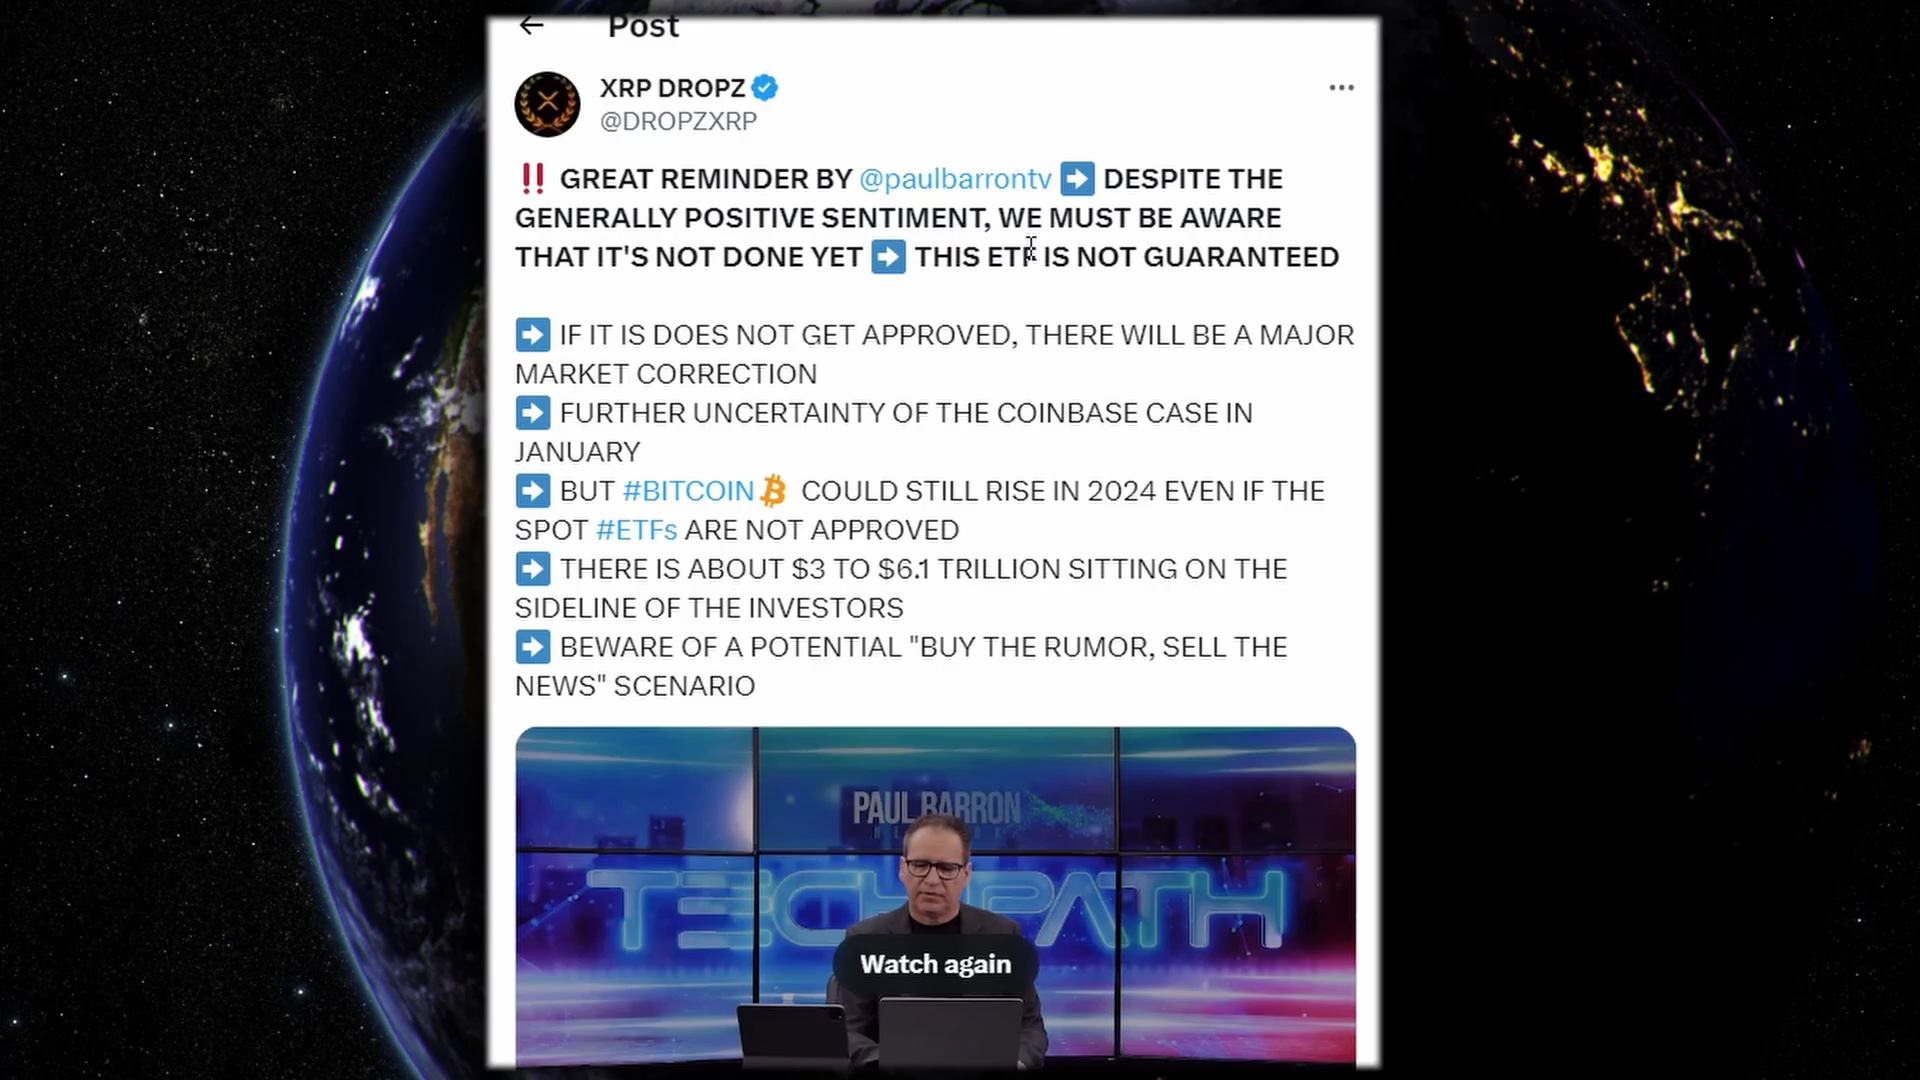 Post
XRP DROPZ
@DROPZXRP
‼ GREAT REMINDER BY @paulbarrontv ➡ DESPITE THE
GENERALLY POSITIVE SENTIMENT, WE MUST BE AWARE
THAT IT'S NOT DONE YET ➡ THIS ETF IS NOT GUARANTEED
➡ IF IT IS DOES NOT GET APPROVED, THERE WILL BE A MAJOR
MARKET CORRECTION
➡ FURTHER UNCERTAINTY OF THE COINBASE CASE IN
JANUARY
➡ BUT #BITCOIN COULD STILL RISE IN 2024 EVEN IF THE
SPOT #ETFs ARE NOT APPROVED
➡ THERE IS ABOUT $3 TO $6.1 TRILLION SITTING ON THE
SIDELINE OF THE INVESTORS
➡ BEWARE OF A POTENTIAL "BUY THE RUMOR, SELL THE
NEWS" SCENARIO
PAUL BARRON
TECH PATH
Watch again